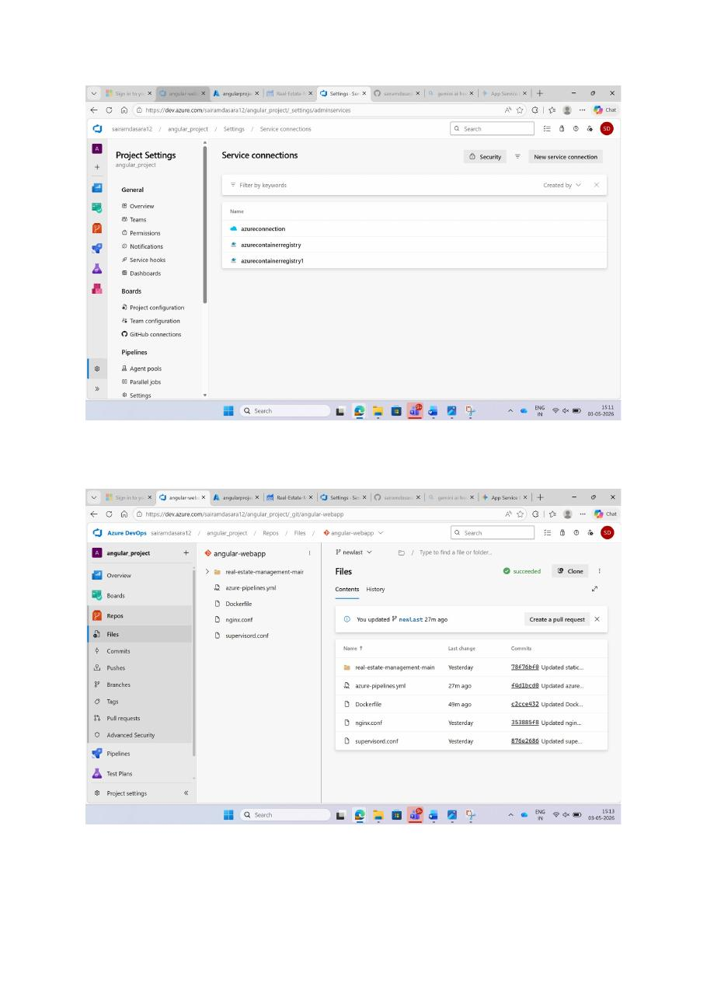 Sign in to yo angular-web angularproje Real-Estate-M Settings - Ser sairamdasar gemini ai fre App Service
https://dev.azure.com/sairamdasara12/angular_project/_settings/adminservices Chat
sairamdasara12 / angular_project / Settings / Service connections Search SD
A Project Settings
angular_project
Service connections Security New service connection
Filter by keywords Created by
General
Overview
Teams
Permissions
Notifications
Service hooks
Dashboards
Boards
Project configuration
Team configuration
GitHub connections
Pipelines
Agent pools
Parallel jobs
Settings
Name
azureconnection
azurecontainerregistry
azurecontainerregistry1
Search 9+ ENG IN 15:11 03-05-2026
Sign in to yo angular-web angularproje Real-Estate-M Settings - Ser sairamdasar gemini ai fre App Service
https://dev.azure.com/sairamdasara12/angular_project/_git/angular-webapp Chat
Azure DevOps sairamdasara12 / angular_project / Repos / Files / angular-webapp Search SD
A angular_project +
Overview
Boards
Repos
Files
Commits
Pushes
Branches
Tags
Pull requests
Advanced Security
Pipelines
Test Plans
Project settings
angular-webapp
real-estate-management-main
azure-pipelines.yml
Dockerfile
nginx.conf
supervisord.conf
newlast / Type to find a file or folder...
Files succeeded Clone
Contents History
You updated newlast 27m ago Create a pull request
Name ↑ Last change Commits
real-estate-management-main Yesterday 78f76bf0 Updated static...
azure-pipelines.yml 27m ago f4d1bcd0 Updated azure...
Dockerfile 49m ago c2cce432 Updated Dock...
nginx.conf Yesterday 353885f8 Updated ngin...
supervisord.conf Yesterday 876e2686 Updated supe...
Search 9+ ENG IN 15:13 03-05-2026